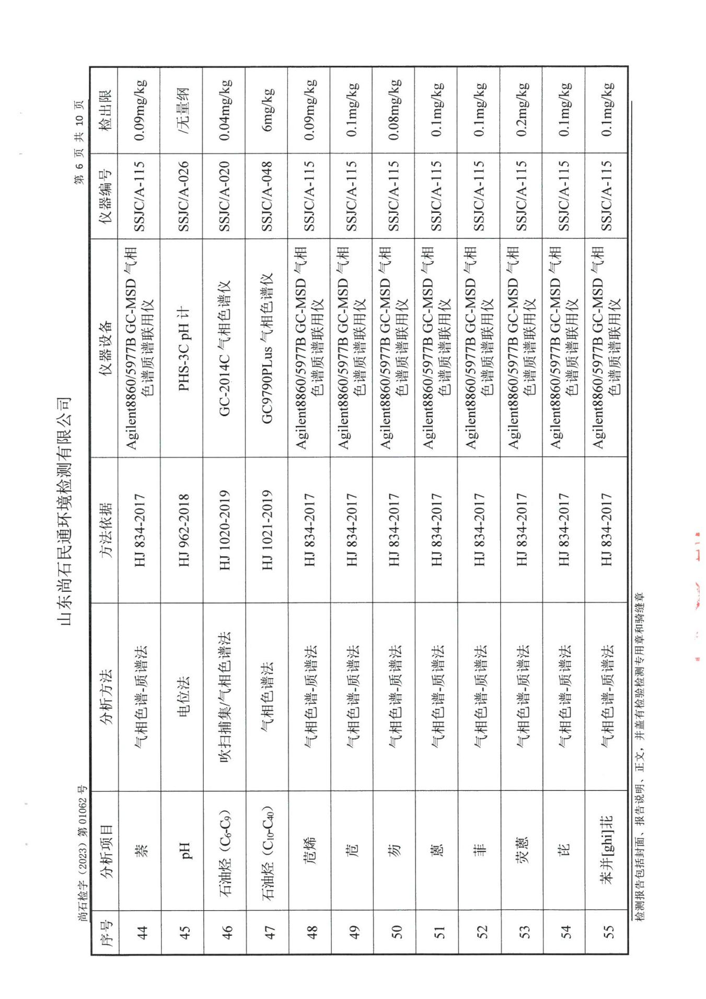 山东尚石民通环境检测有限公司
尚石检字（2023）第 01062 号
第 6 页 共 10 页
序号 分析项目 分析方法 方法依据 仪器设备 仪器编号 检出限
44 萘 气相色谱-质谱法 HJ 834-2017 Agilent8860/5977B GC-MSD 气相 SSJC/A-115 0.09mg/kg
色谱质谱联用仪
45 pH 电位法 HJ 962-2018 PHS-3C pH 计 SSJC/A-026 /无量纲
46 石油烃（C6-C9） 吹扫捕集/气相色谱法 HJ 1020-2019 GC-2014C 气相色谱仪 SSJC/A-020 0.04mg/kg
47 石油烃（C10-C40） 气相色谱法 HJ 1021-2019 GC9790PLus 气相色谱仪 SSJC/A-048 6mg/kg
48 苊烯 气相色谱-质谱法 HJ 834-2017 Agilent8860/5977B GC-MSD 气相 SSJC/A-115 0.09mg/kg
色谱质谱联用仪
49 苊 气相色谱-质谱法 HJ 834-2017 Agilent8860/5977B GC-MSD 气相 SSJC/A-115 0.1mg/kg
色谱质谱联用仪
50 芴 气相色谱-质谱法 HJ 834-2017 Agilent8860/5977B GC-MSD 气相 SSJC/A-115 0.08mg/kg
色谱质谱联用仪
51 蒽 气相色谱-质谱法 HJ 834-2017 Agilent8860/5977B GC-MSD 气相 SSJC/A-115 0.1mg/kg
色谱质谱联用仪
52 菲 气相色谱-质谱法 HJ 834-2017 Agilent8860/5977B GC-MSD 气相 SSJC/A-115 0.1mg/kg
色谱质谱联用仪
53 荧蒽 气相色谱-质谱法 HJ 834-2017 Agilent8860/5977B GC-MSD 气相 SSJC/A-115 0.2mg/kg
色谱质谱联用仪
54 芘 气相色谱-质谱法 HJ 834-2017 Agilent8860/5977B GC-MSD 气相 SSJC/A-115 0.1mg/kg
色谱质谱联用仪
55 苯并[ghi]苝 气相色谱-质谱法 HJ 834-2017 Agilent8860/5977B GC-MSD 气相 SSJC/A-115 0.1mg/kg
色谱质谱联用仪
检测报告包括封面、报告说明、正文，并盖有检验检测专用章和骑缝章